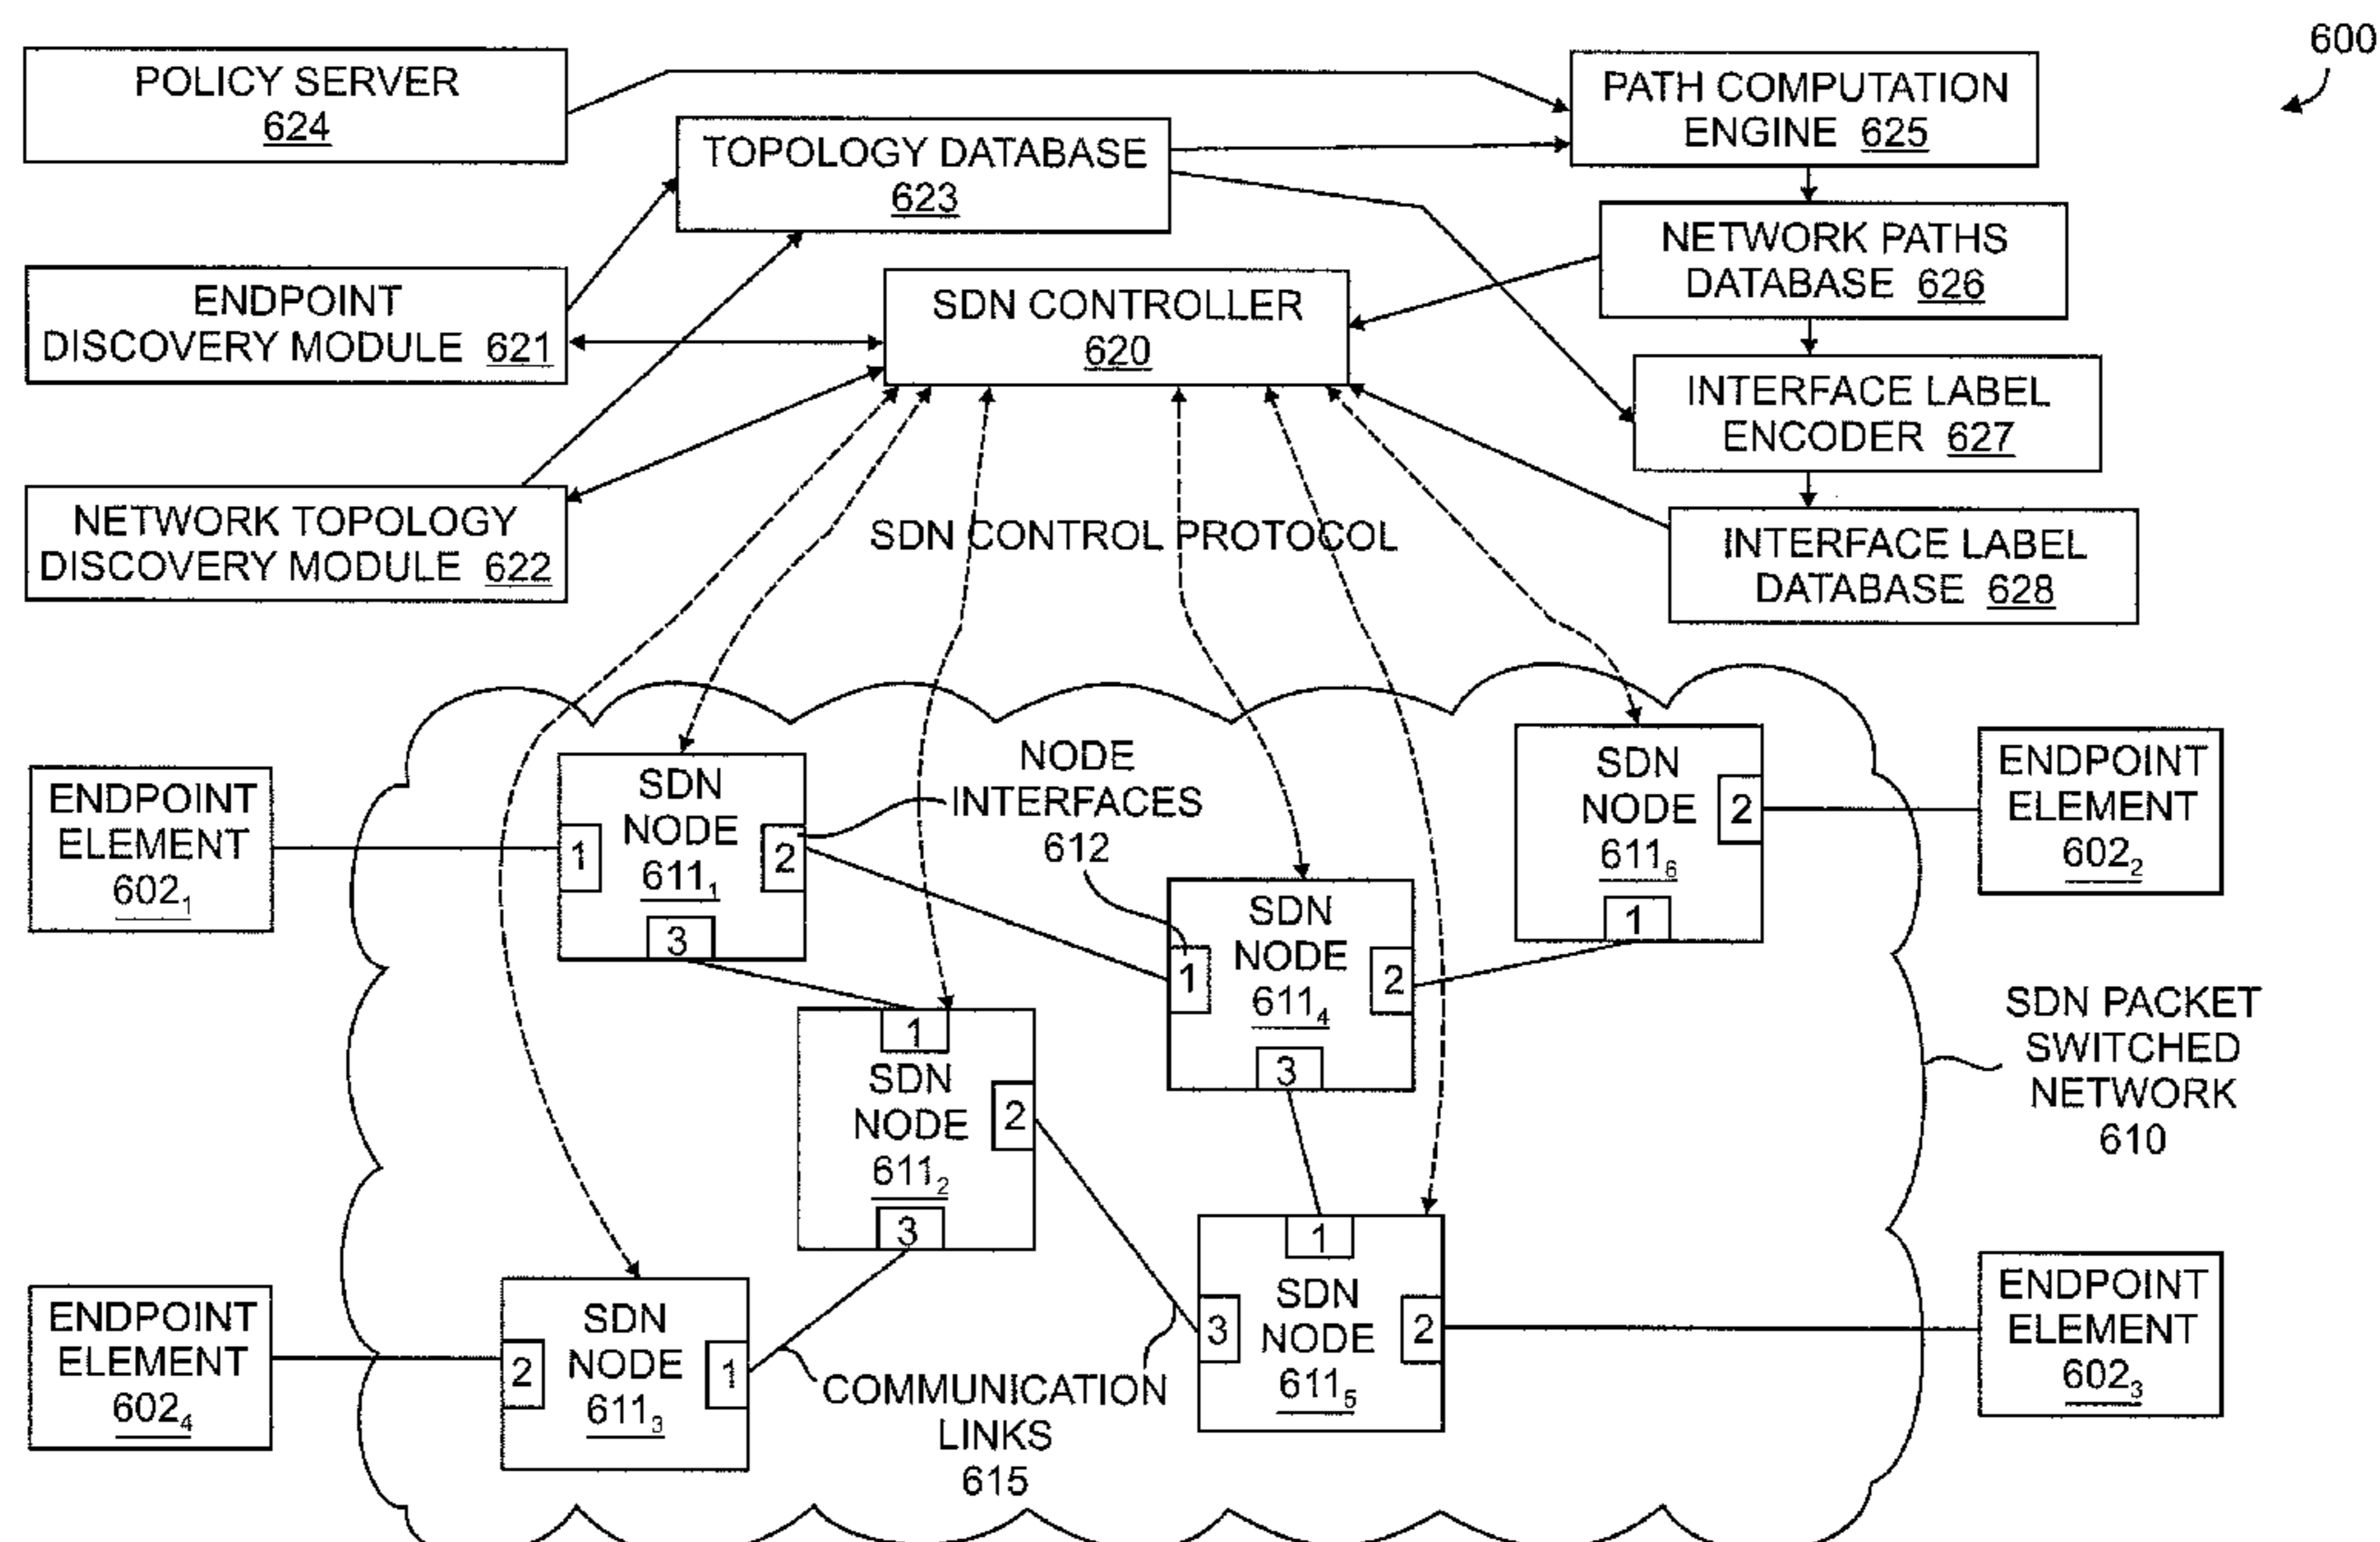 600
POLICY SERVER
624
PATH COMPUTATION
ENGINE 625
TOPOLOGY DATABASE
623
NETWORK PATHS
DATABASE 626
ENDPOINT
DISCOVERY MODULE 621
SDN CONTROLLER
620
INTERFACE LABEL
ENCODER 627
NETWORK TOPOLOGY
DISCOVERY MODULE 622
SDN CONTROL PROTOCOL
INTERFACE LABEL
DATABASE 628
ENDPOINT
ELEMENT
602₁
SDN
NODE
611₁
1
2
3
NODE
INTERFACES
612
SDN
NODE
611₆
2
1
ENDPOINT
ELEMENT
602₂
SDN
NODE
611₄
1
2
3
1
SDN
NODE
611₂
2
3
SDN PACKET
SWITCHED
NETWORK
610
ENDPOINT
ELEMENT
602₄
SDN
NODE
611₃
2
1
COMMUNICATION
LINKS
615
1
SDN
NODE
611₅
3
2
ENDPOINT
ELEMENT
602₃